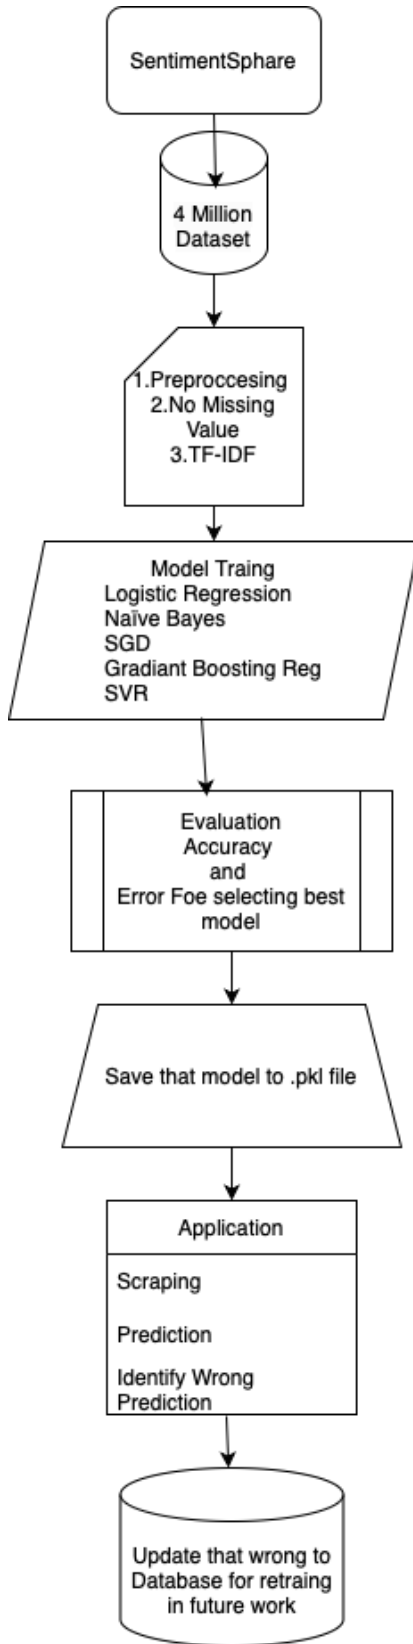 SentimentSphare
4 Million
Dataset
1.Preproccesing
2.No Missing
Value
3.TF-IDF
Model Traing
Logistic Regression
Naïve Bayes
SGD
Gradiant Boosting Reg
SVR
Evaluation
Accuracy
and
Error Foe selecting best
model
Save that model to .pkl file
Application
Scraping
Prediction
Identify Wrong
Prediction
Update that wrong to
Database for retraing
in future work